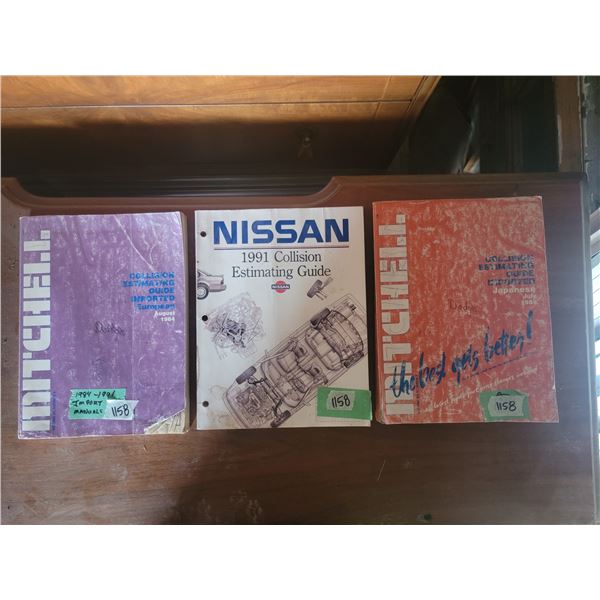 MITCHELL
COLLISION
ESTIMATING
GUIDE
IMPORTED
European
August
1984
1984-1986
IMPORT
MANUALS
1158
NISSAN
1991 Collision
Estimating Guide
NISSAN
1158
MITCHELL
COLLISION
ESTIMATING
GUIDE
IMPORTED
Japanese
July
the best gets better!
1158